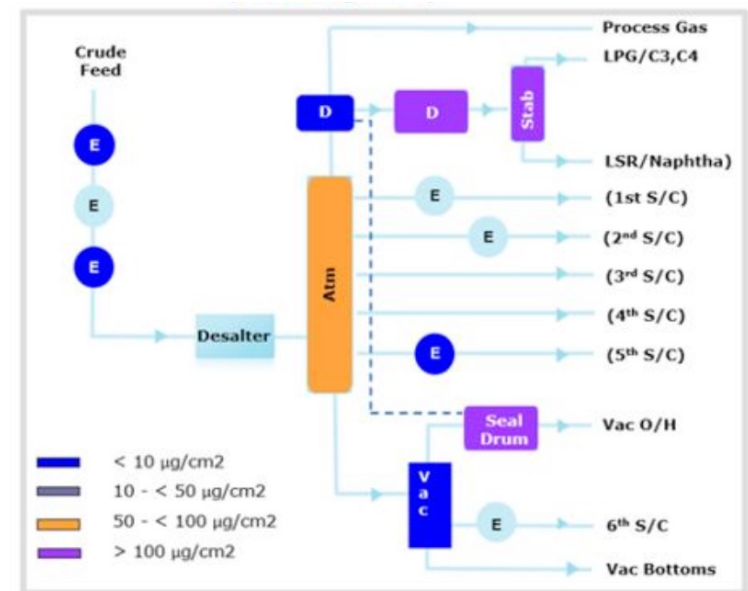 Process Gas
Crude
Feed
LPG/C3,C4
D
D
Stab
E
LSR/Naphtha)
E
E
(1st S/C)
E
(2nd S/C)
E
(3rd S/C)
Atm
(4th S/C)
Desalter
E
(5th S/C)
Seal
Drum
Vac O/H
< 10 µg/cm2
Vac
10 - < 50 µg/cm2
50 - < 100 µg/cm2
E
6th S/C
> 100 µg/cm2
Vac Bottoms